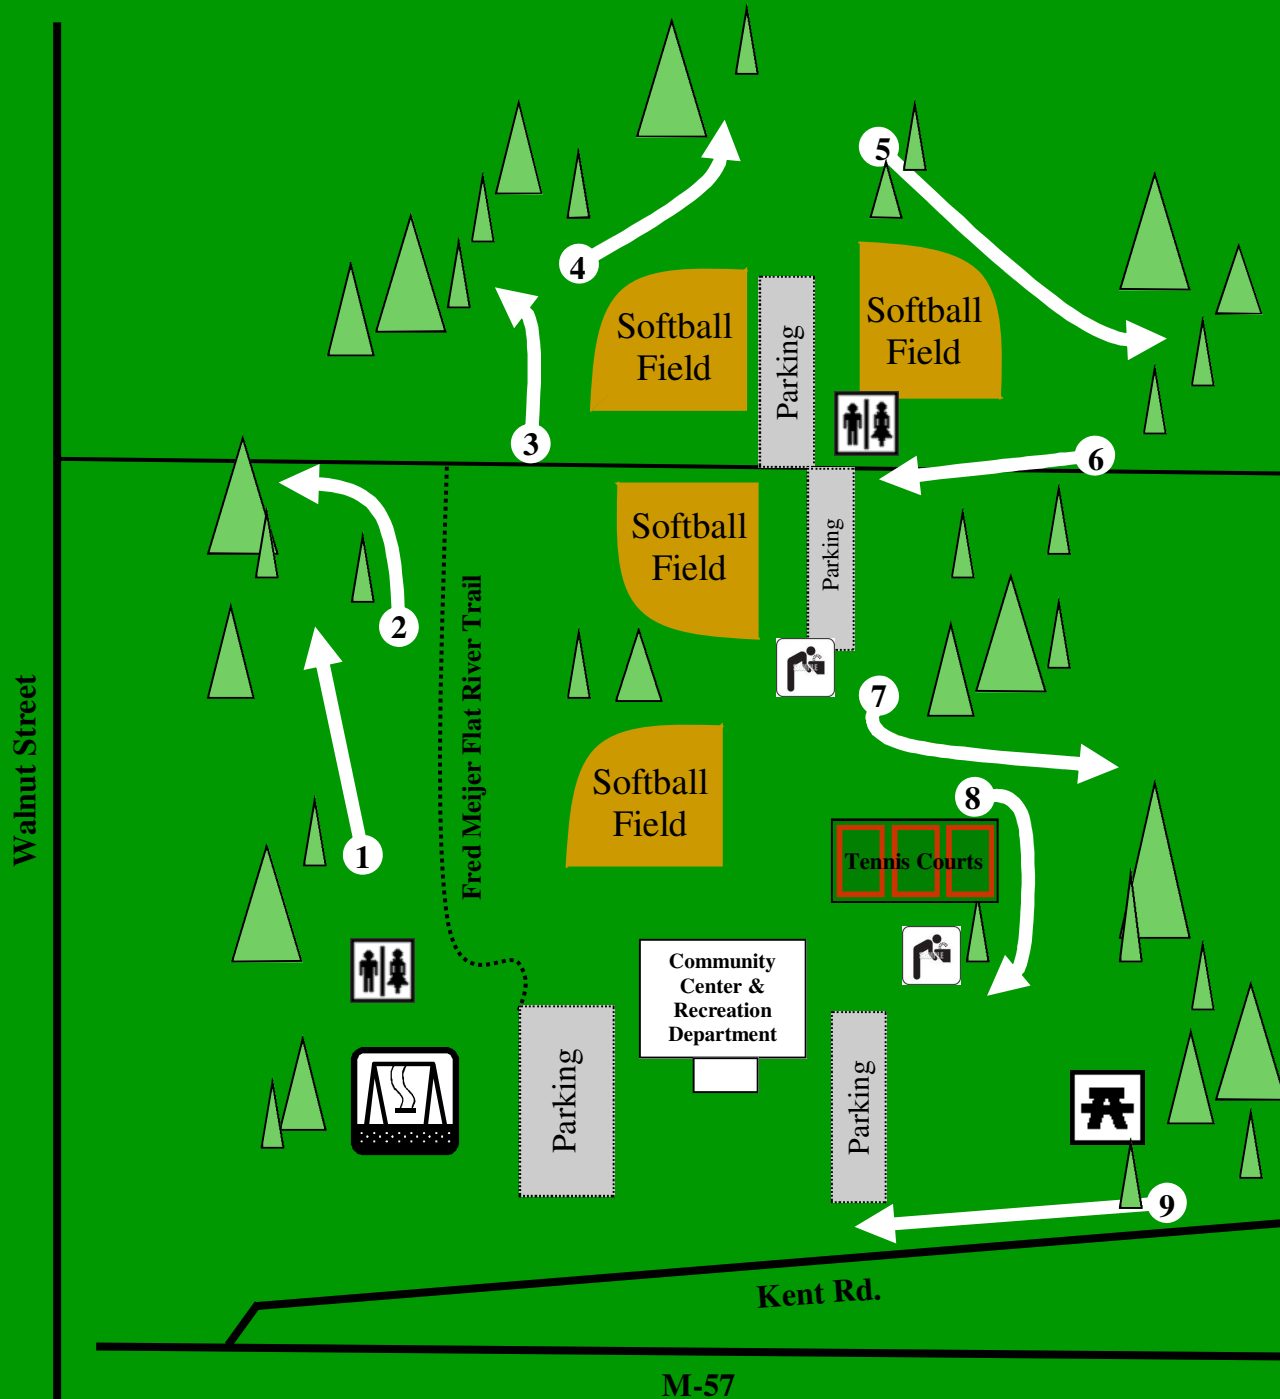 5
4
Softball
Field
Softball
Field
Parking
3
6
Softball
Field
Parking
2
Fred Meijer Flat River Trail
7
Walnut Street
Softball
Field
8
1
Tennis Courts
Community
Center &
Recreation
Department
Parking
Parking
9
Kent Rd.
M-57